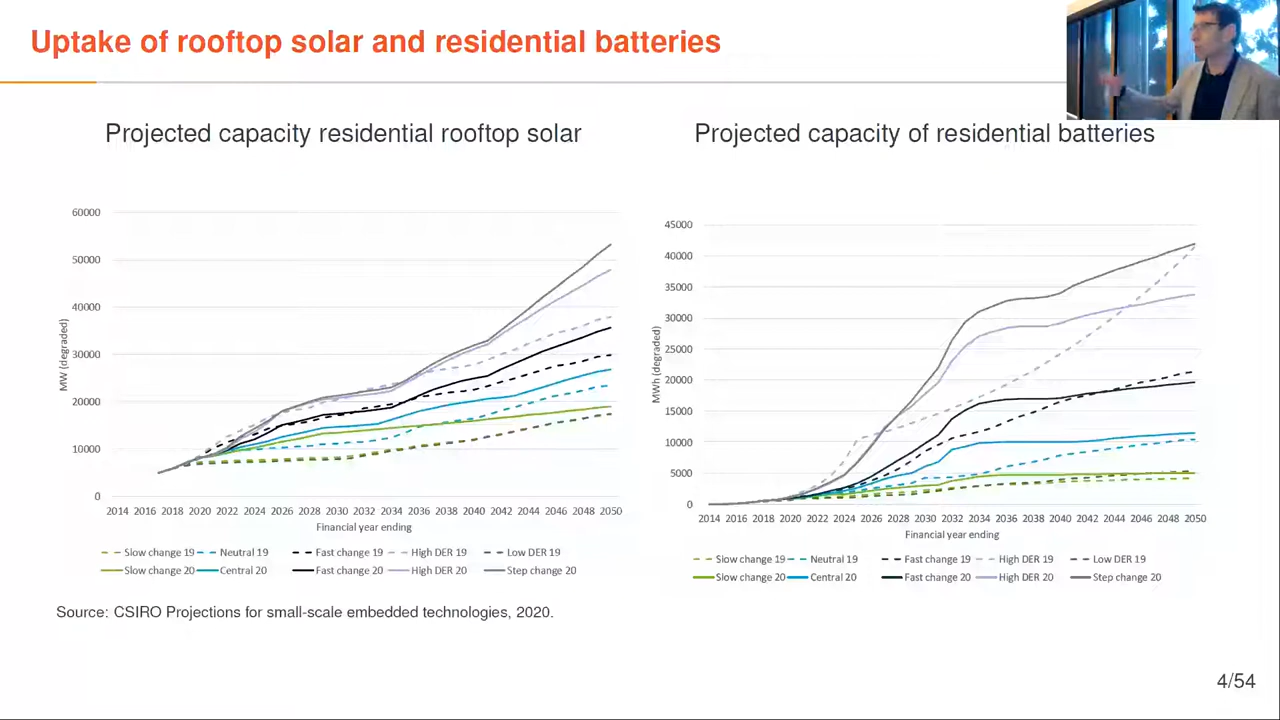 Uptake of rooftop solar and residential batteries
Projected capacity residential rooftop solar
60000
50000
40000
30000
20000
10000
0
MW (degraded)
2014 2016 2018 2020 2022 2024 2026 2028 2030 2032 2034 2036 2038 2040 2042 2044 2046 2048 2050
Financial year ending
Slow change 19 Neutral 19 Fast change 19 High DER 19 Low DER 19
Slow change 20 Central 20 Fast change 20 High DER 20 Step change 20
Projected capacity of residential batteries
45000
40000
35000
30000
25000
20000
15000
10000
5000
0
MWh (degraded)
2014 2016 2018 2020 2022 2024 2026 2028 2030 2032 2034 2036 2038 2040 2042 2044 2046 2048 2050
Financial year ending
Slow change 19 Neutral 19 Fast change 19 High DER 19 Low DER 19
Slow change 20 Central 20 Fast change 20 High DER 20 Step change 20
Source: CSIRO Projections for small-scale embedded technologies, 2020.
4/54